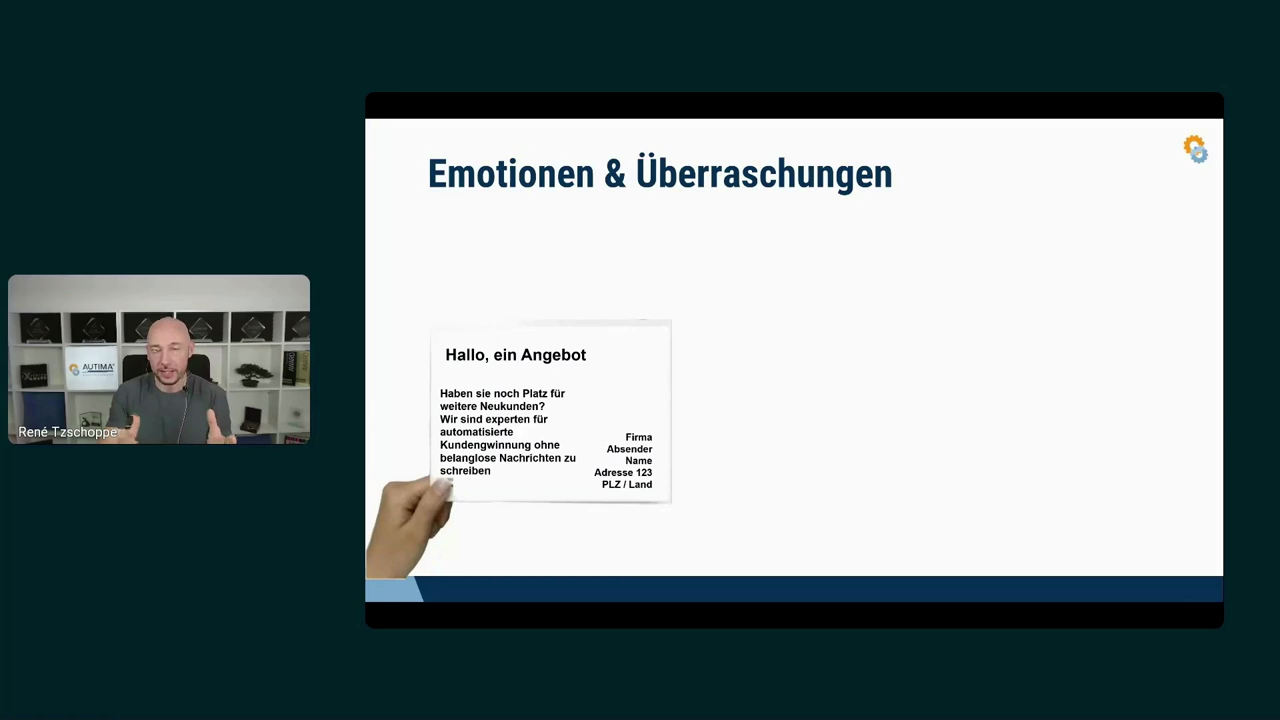 Emotionen & Überraschungen
Hallo, ein Angebot
Haben sie noch Platz für
weitere Neukunden?
Wir sind experten für
automatisierte
Kundengwinnung ohne
belanglose Nachrichten zu
schreiben
Firma
Absender
Name
Adresse 123
PLZ / Land
AUTIMA
René Tzschoppe